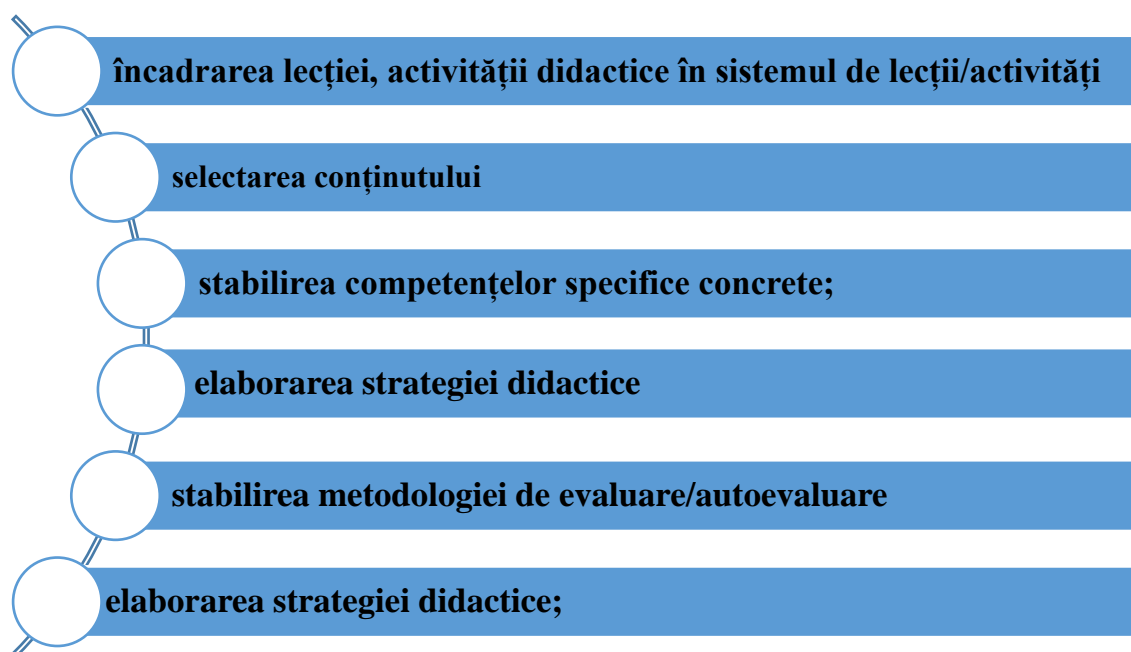 încadrarea lecției, activității didactice în sistemul de lecții/activități
selectarea conținutului
stabilirea competențelor specifice concrete;
elaborarea strategiei didactice
stabilirea metodologiei de evaluare/autoevaluare
elaborarea strategiei didactice;